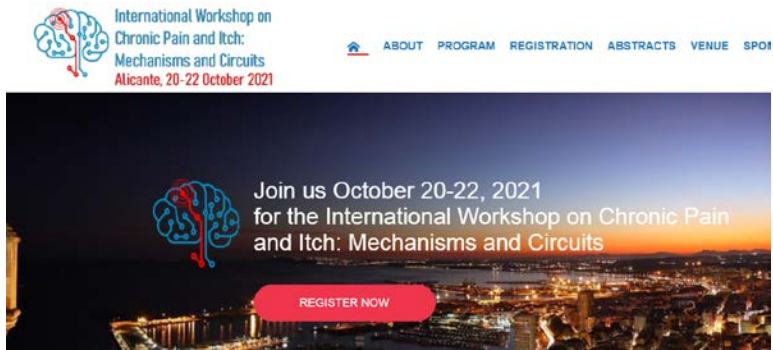 International Workshop on
Chronic Pain and Itch:
Mechanisms and Circuits
Alicante, 20-22 October 2021
ABOUT PROGRAM REGISTRATION ABSTRACTS VENUE SPON
Join us October 20-22, 2021
for the International Workshop on Chronic Pain
and Itch: Mechanisms and Circuits
REGISTER NOW